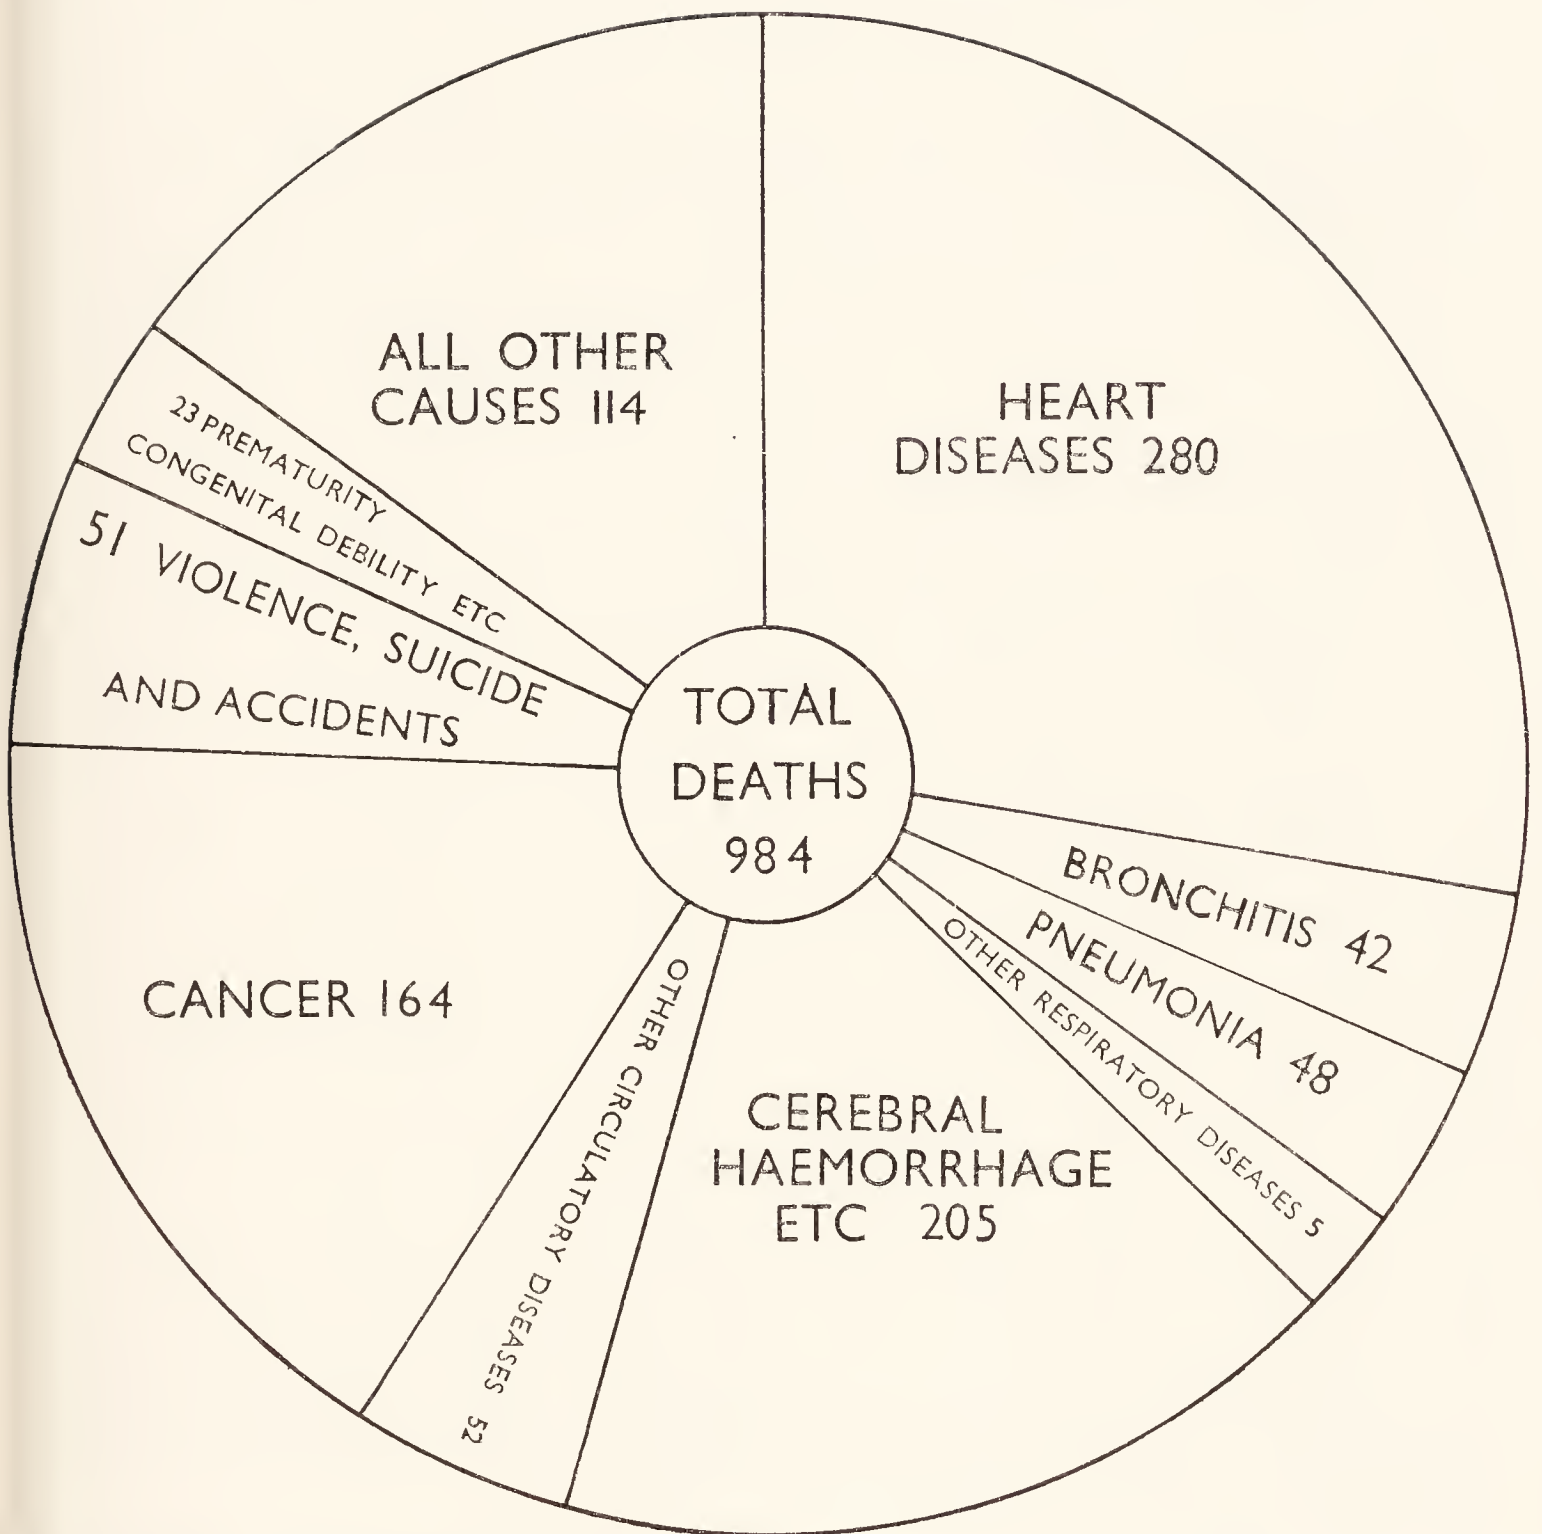 ALL OTHER
CAUSES 114
HEART
DISEASES 280
23 PREMATURITY
CONGENITAL DEBILITY ETC
51 VIOLENCE, SUICIDE
AND ACCIDENTS
TOTAL
DEATHS
984
BRONCHITIS 42
PNEUMONIA 48
OTHER RESPIRATORY DISEASES 5
CANCER 164
OTHER CIRCULATORY DISEASES 52
CEREBRAL
HAEMORRHAGE
ETC 205